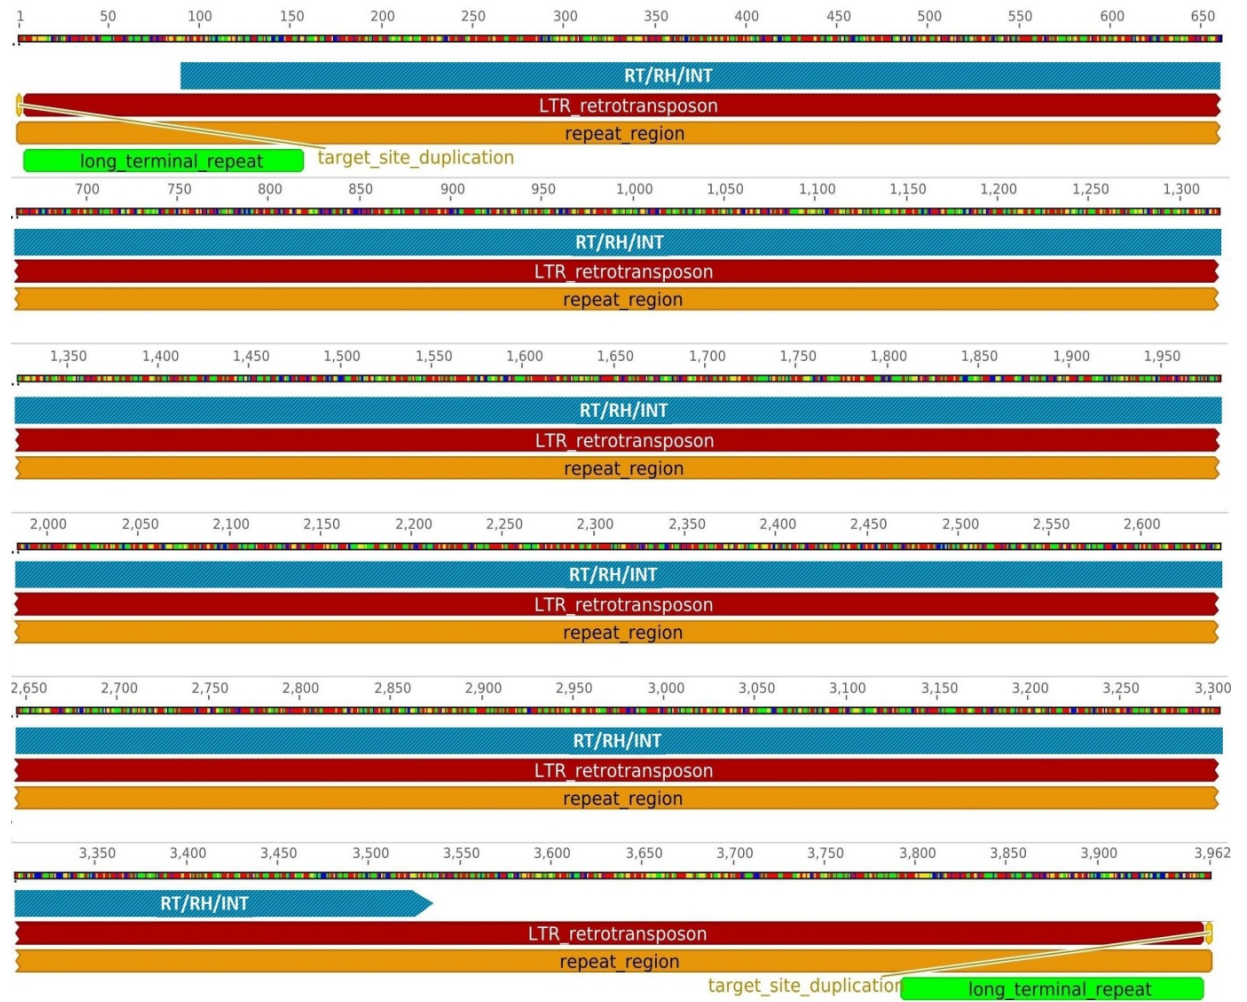 1 50 100 150 200 250 300 350 400 450 500 550 600 650
RT/RH/INT
LTR_retrotransposon
repeat_region
long_terminal_repeat target_site_duplication
700 750 800 850 900 950 1,000 1,050 1,100 1,150 1,200 1,250 1,300
RT/RH/INT
LTR_retrotransposon
repeat_region
1,350 1,400 1,450 1,500 1,550 1,600 1,650 1,700 1,750 1,800 1,850 1,900 1,950
RT/RH/INT
LTR_retrotransposon
repeat_region
2,000 2,050 2,100 2,150 2,200 2,250 2,300 2,350 2,400 2,450 2,500 2,550 2,600
RT/RH/INT
LTR_retrotransposon
repeat_region
2,650 2,700 2,750 2,800 2,850 2,900 2,950 3,000 3,050 3,100 3,150 3,200 3,250 3,300
RT/RH/INT
LTR_retrotransposon
repeat_region
3,350 3,400 3,450 3,500 3,550 3,600 3,650 3,700 3,750 3,800 3,850 3,900 3,962
RT/RH/INT
LTR_retrotransposon
repeat_region
target_site_duplication long_terminal_repeat